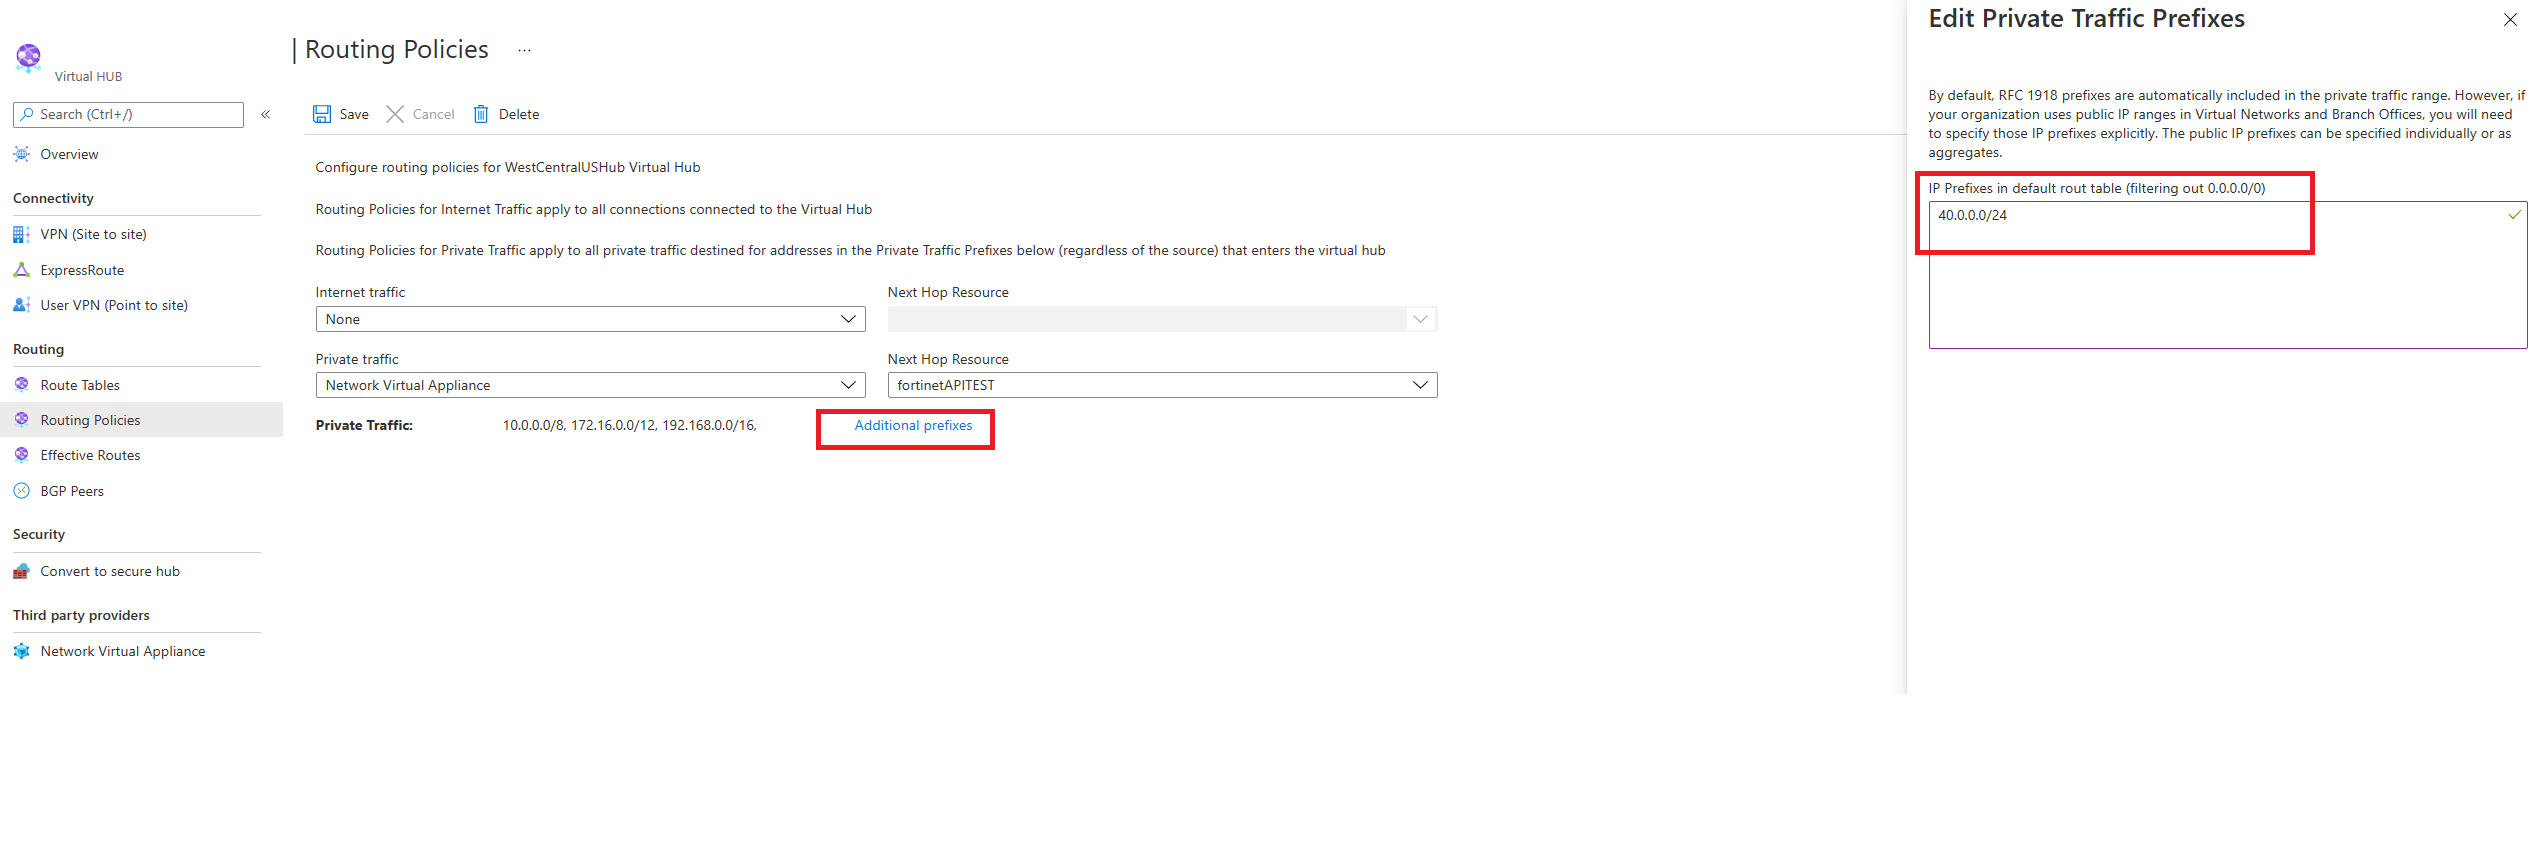 Virtual HUB
Search (Ctrl+/)
«
Overview
Connectivity
VPN (Site to site)
ExpressRoute
User VPN (Point to site)
Routing
Route Tables
Routing Policies
Effective Routes
BGP Peers
Security
Convert to secure hub
Third party providers
Network Virtual Appliance
| Routing Policies ...
Save Cancel Delete
Configure routing policies for WestCentralUSHub Virtual Hub
Routing Policies for Internet Traffic apply to all connections connected to the Virtual Hub
Routing Policies for Private Traffic apply to all private traffic destined for addresses in the Private Traffic Prefixes below (regardless of the source) that enters the virtual hub
Internet traffic Next Hop Resource
None
Private traffic Next Hop Resource
Network Virtual Appliance fortinetAPITEST
Private Traffic: 10.0.0.0/8, 172.16.0.0/12, 192.168.0.0/16, Additional prefixes
Edit Private Traffic Prefixes
By default, RFC 1918 prefixes are automatically included in the private traffic range. However, if
your organization uses public IP ranges in Virtual Networks and Branch Offices, you will need
to specify those IP prefixes explicitly. The public IP prefixes can be specified individually or as
aggregates.
IP Prefixes in default rout table (filtering out 0.0.0.0/0)
40.0.0.0/24